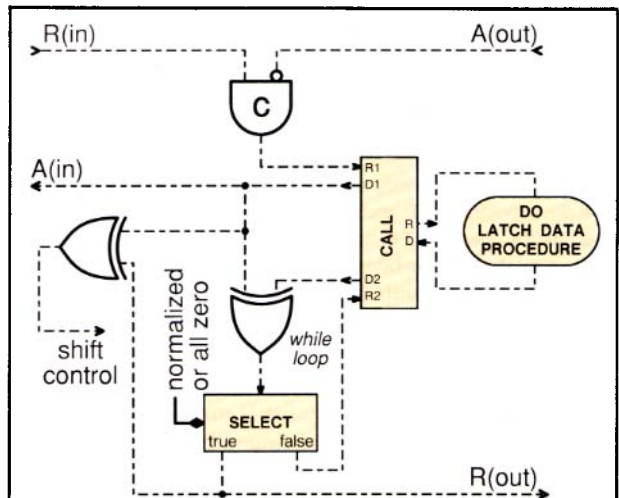 R(in)
A(out)
C
A(in)
R1
D1
CALL
R
D
D2
R2
DO
LATCH DATA
PROCEDURE
shift
control
normalized
or all zero
while
loop
SELECT
true
false
R(out)